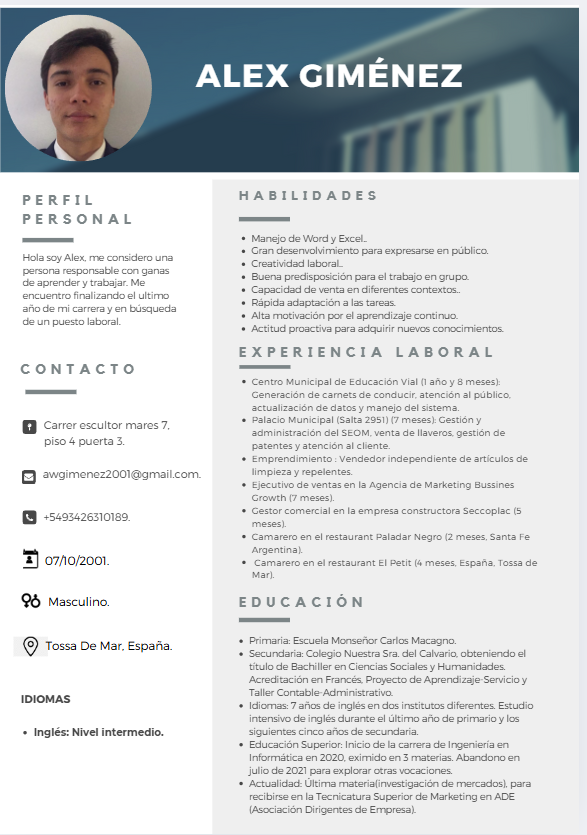 ALEX GIMÉNEZ
PERFIL
PERSONAL
Hola soy Alex, me considero una
persona responsable con ganas
de aprender y trabajar. Me
encuentro finalizando el ultimo
año de mi carrera y en búsqueda
de un puesto laboral.
CONTACTO
Carrer escultor mares 7,
piso 4 puerta 3.
awgimenez2001@gmail.com.
+5493426310189.
07/10/2001.
Masculino.
Tossa De Mar, España.
IDIOMAS
• Inglés: Nivel intermedio.
HABILIDADES
• Manejo de Word y Excel..
• Gran desenvolvimiento para expresarse en público.
• Creatividad laboral..
• Buena predisposición para el trabajo en grupo.
• Capacidad de venta en diferentes contextos..
• Rápida adaptación a las tareas.
• Alta motivación por el aprendizaje continuo.
• Actitud proactiva para adquirir nuevos conocimientos.
EXPERIENCIA LABORAL
• Centro Municipal de Educación Vial (1 año y 8 meses):
Generación de carnets de conducir, atención al público,
actualización de datos y manejo del sistema.
• Palacio Municipal (Salta 2951) (7 meses): Gestión y
administración del SEOM, venta de llaveros, gestión de
patentes y atención al cliente.
• Emprendimiento : Vendedor independiente de artículos de
limpieza y repelentes.
• Ejecutivo de ventas en la Agencia de Marketing Bussines
Growth (7 meses).
• Gestor comercial en la empresa constructora Seccoplac (5
meses).
• Camarero en el restaurant Paladar Negro (2 meses, Santa Fe
Argentina).
• Camarero en el restaurant El Petit (4 meses, España, Tossa de
Mar).
EDUCACIÓN
• Primaria: Escuela Monseñor Carlos Macagno.
• Secundaria: Colegio Nuestra Sra. del Calvario, obteniendo el
título de Bachiller en Ciencias Sociales y Humanidades.
Acreditación en Francés, Proyecto de Aprendizaje-Servicio y
Taller Contable-Administrativo.
• Idiomas: 7 años de inglés en dos institutos diferentes. Estudio
intensivo de inglés durante el último año de primario y los
siguientes cinco años de secundaria.
• Educación Superior: Inicio de la carrera de Ingeniería en
Informática en 2020, eximido en 3 materias. Abandono en
julio de 2021 para explorar otras vocaciones.
• Actualidad: Última materia(investigación de mercados), para
recibirse en la Tecnicatura Superior de Marketing en ADE
(Asociación Dirigentes de Empresa).